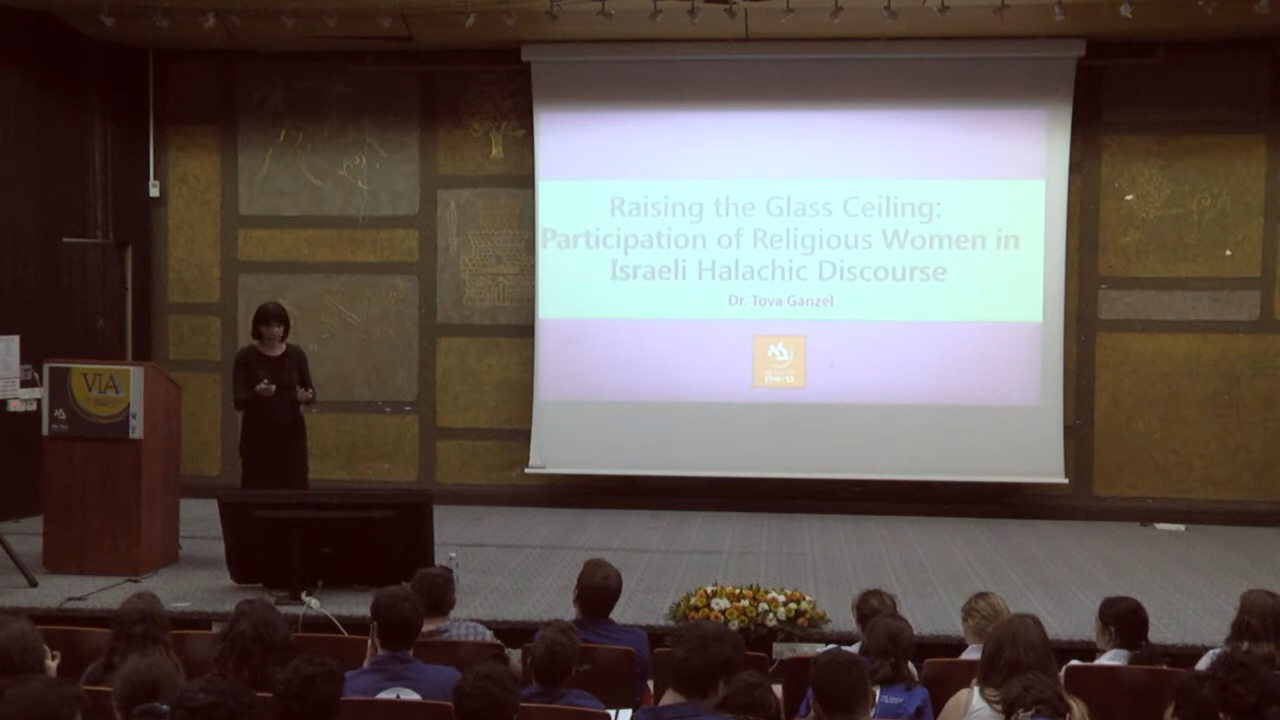 Raising the Glass Ceiling:
Participation of Religious Women in
Israeli Halachic Discourse
Dr. Tova Ganzel
VIA